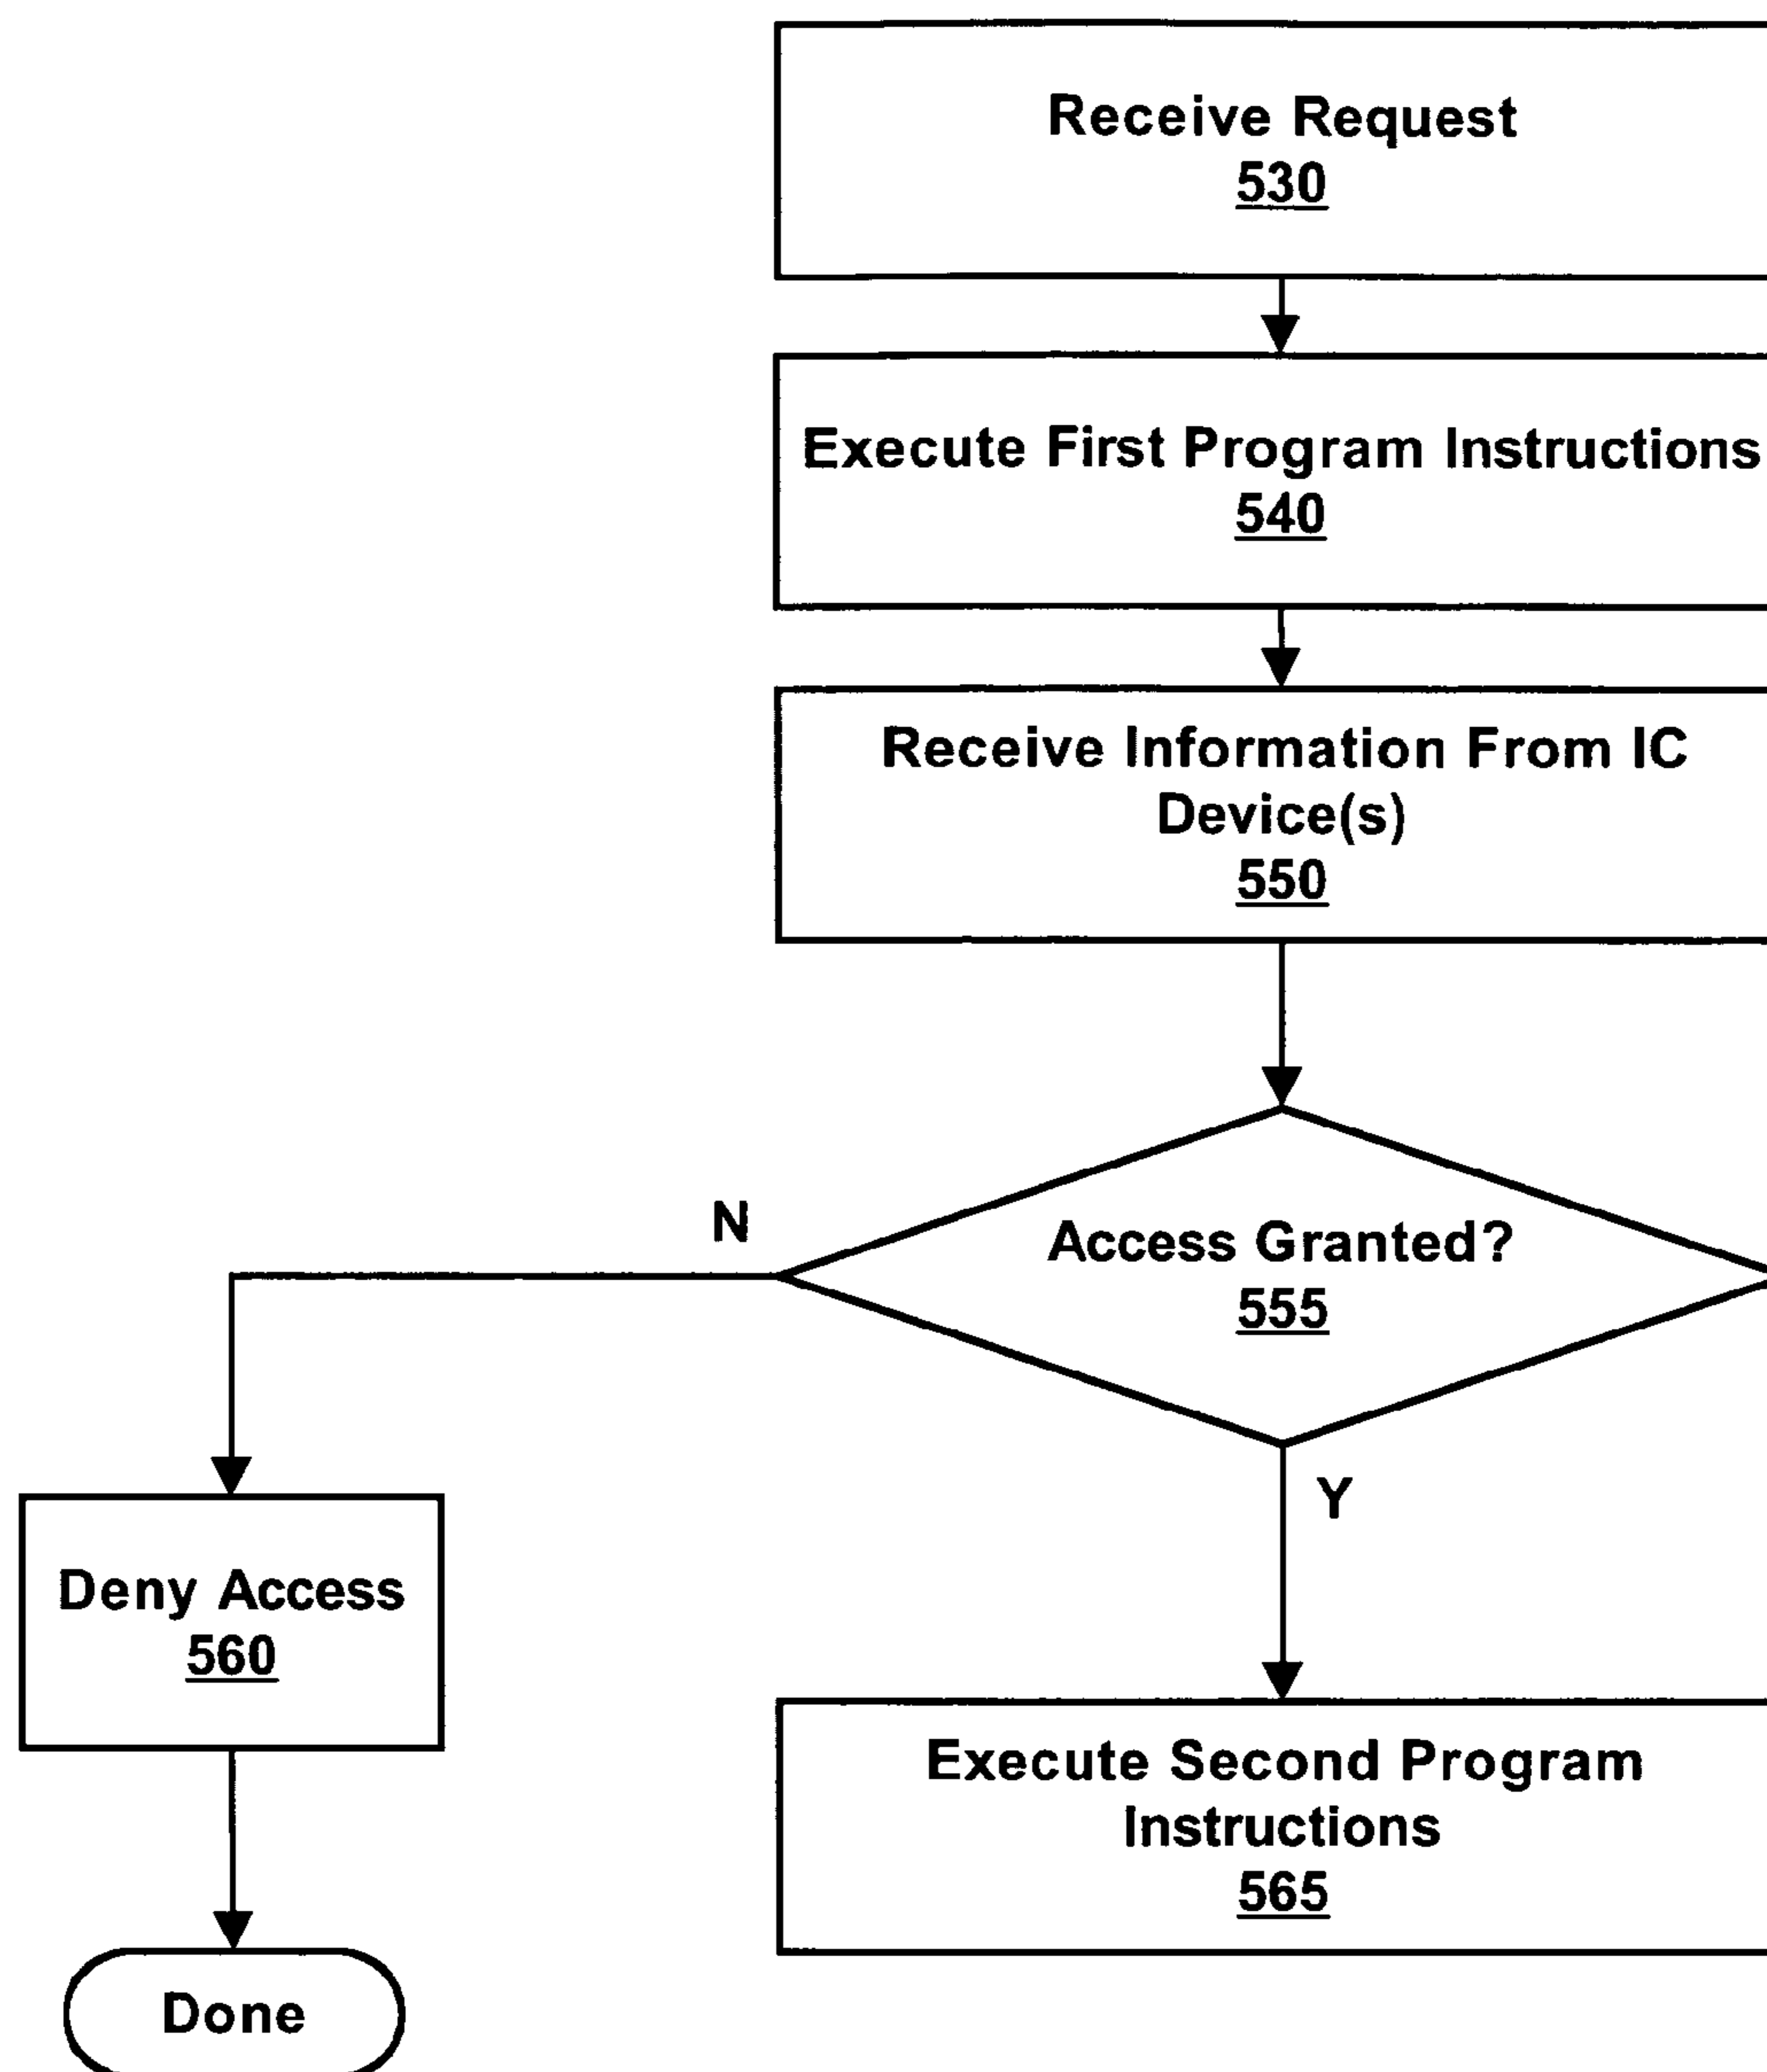 Receive Request
530
Execute First Program Instructions
540
Receive Information From IC
Device(s)
550
Access Granted?
555
N
Y
Deny Access
560
Execute Second Program
Instructions
565
Done